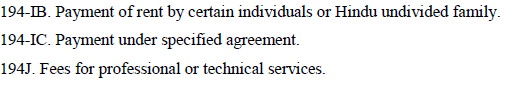 194-IB. Payment of rent by certain individuals or Hindu undivided family.
194-IC. Payment under specified agreement.
194J. Fees for professional or technical services.